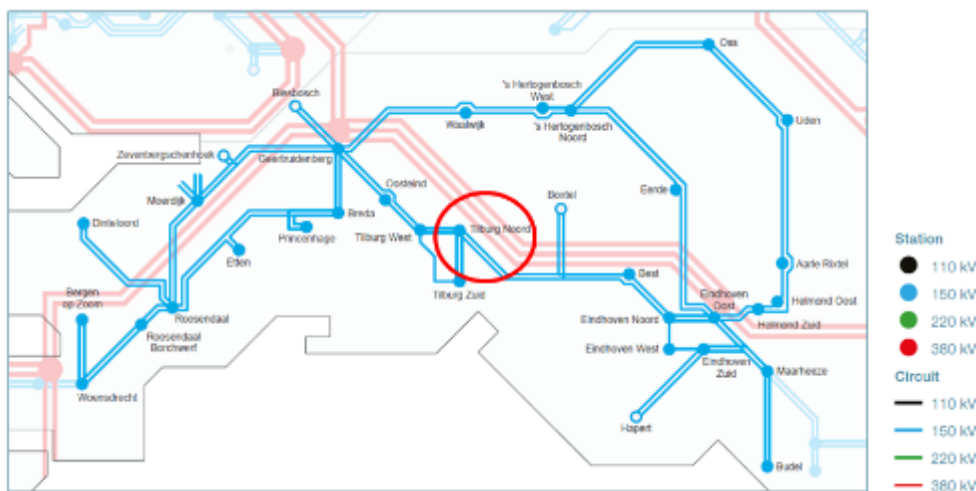 Oss
Biesbosch
's Hertogenbosch
West
Waalwijk
's Hertogenbosch
Noord
Uden
Zevenbergschenhoek
Geertruidenberg
Moerdijk
Oosteind
Eerde
Boxtel
Dinteloord
Breda
Princenhage
Tilburg West
Tilburg Noord
Etten
Best
Aarle Rixtel
Tilburg Zuid
Bergen
op Zoom
Roosendaal
Roosendaal
Borchwerf
Eindhoven
Oost
Helmond Oost
Helmond Zuid
Eindhoven Noord
Eindhoven West
Eindhoven
Zuid
Maarheeze
Woensdrecht
Hapert
Budel
Station
110 kV
150 kV
220 kV
380 kV
Circuit
110 kV
150 kV
220 kV
380 kV